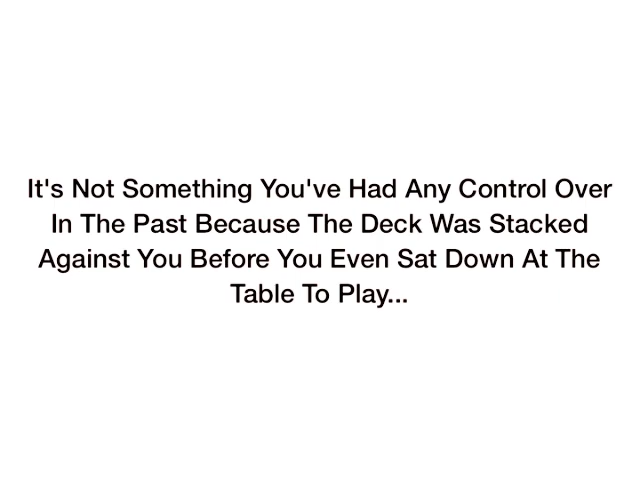 It's Not Something You've Had Any Control Over
In The Past Because The Deck Was Stacked
Against You Before You Even Sat Down At The
Table To Play...